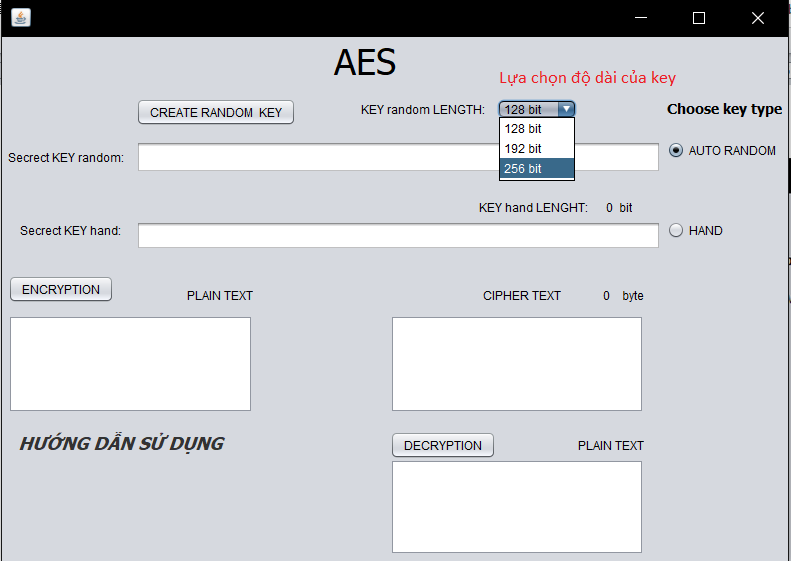 AES
Lựa chọn độ dài của key
CREATE RANDOM KEY
KEY random LENGTH:
128 bit
Choose key type
128 bit
192 bit
256 bit
Secrect KEY random:
AUTO RANDOM
KEY hand LENGHT: 0 bit
Secrect KEY hand:
HAND
ENCRYPTION
PLAIN TEXT
CIPHER TEXT 0 byte
HƯỚNG DẪN SỬ DỤNG
DECRYPTION
PLAIN TEXT